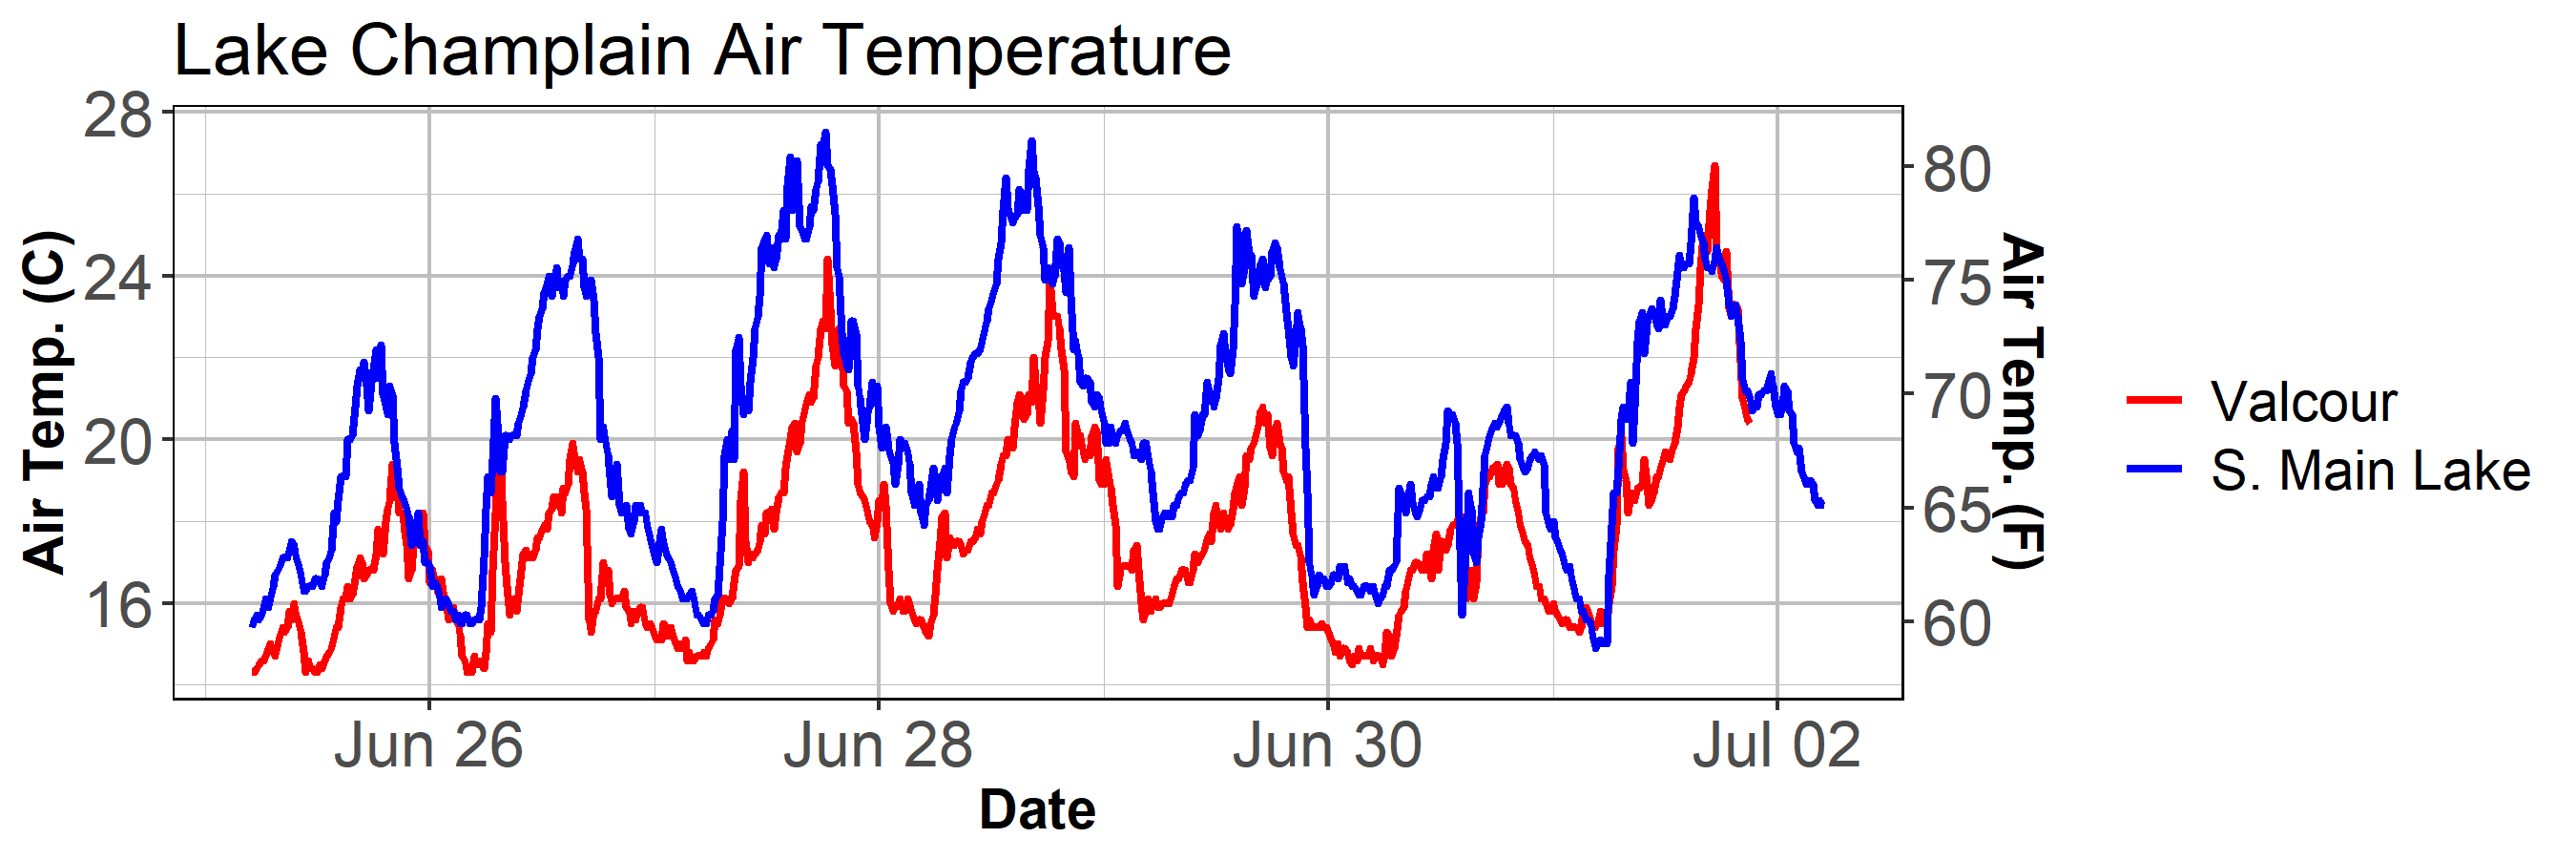 Lake Champlain Air Temperature
28
24
20
16
Air Temp. (C)
80
75
70
65
60
Air Temp. (F)
Jun 26
Jun 28
Jun 30
Jul 02
Date
Valcour
S. Main Lake